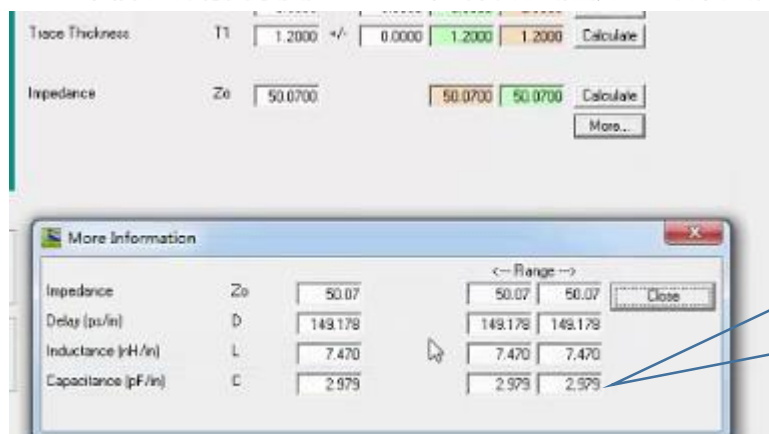 Trace Thickness T1 1.2000 +/- 0.0000 1.2000 1.2000 Calculate
Impedance Zo 50.0700 50.0700 50.0700 Calculate
More...
More Information
<-- Range -->
Impedance Zo 50.07 50.07 50.07 Close
Delay (ps/in) D 149.178 149.178 149.178
Inductance (nH/in) L 7.470 7.470 7.470
Capacitance (pF/in) C 2.979 2.979 2.979